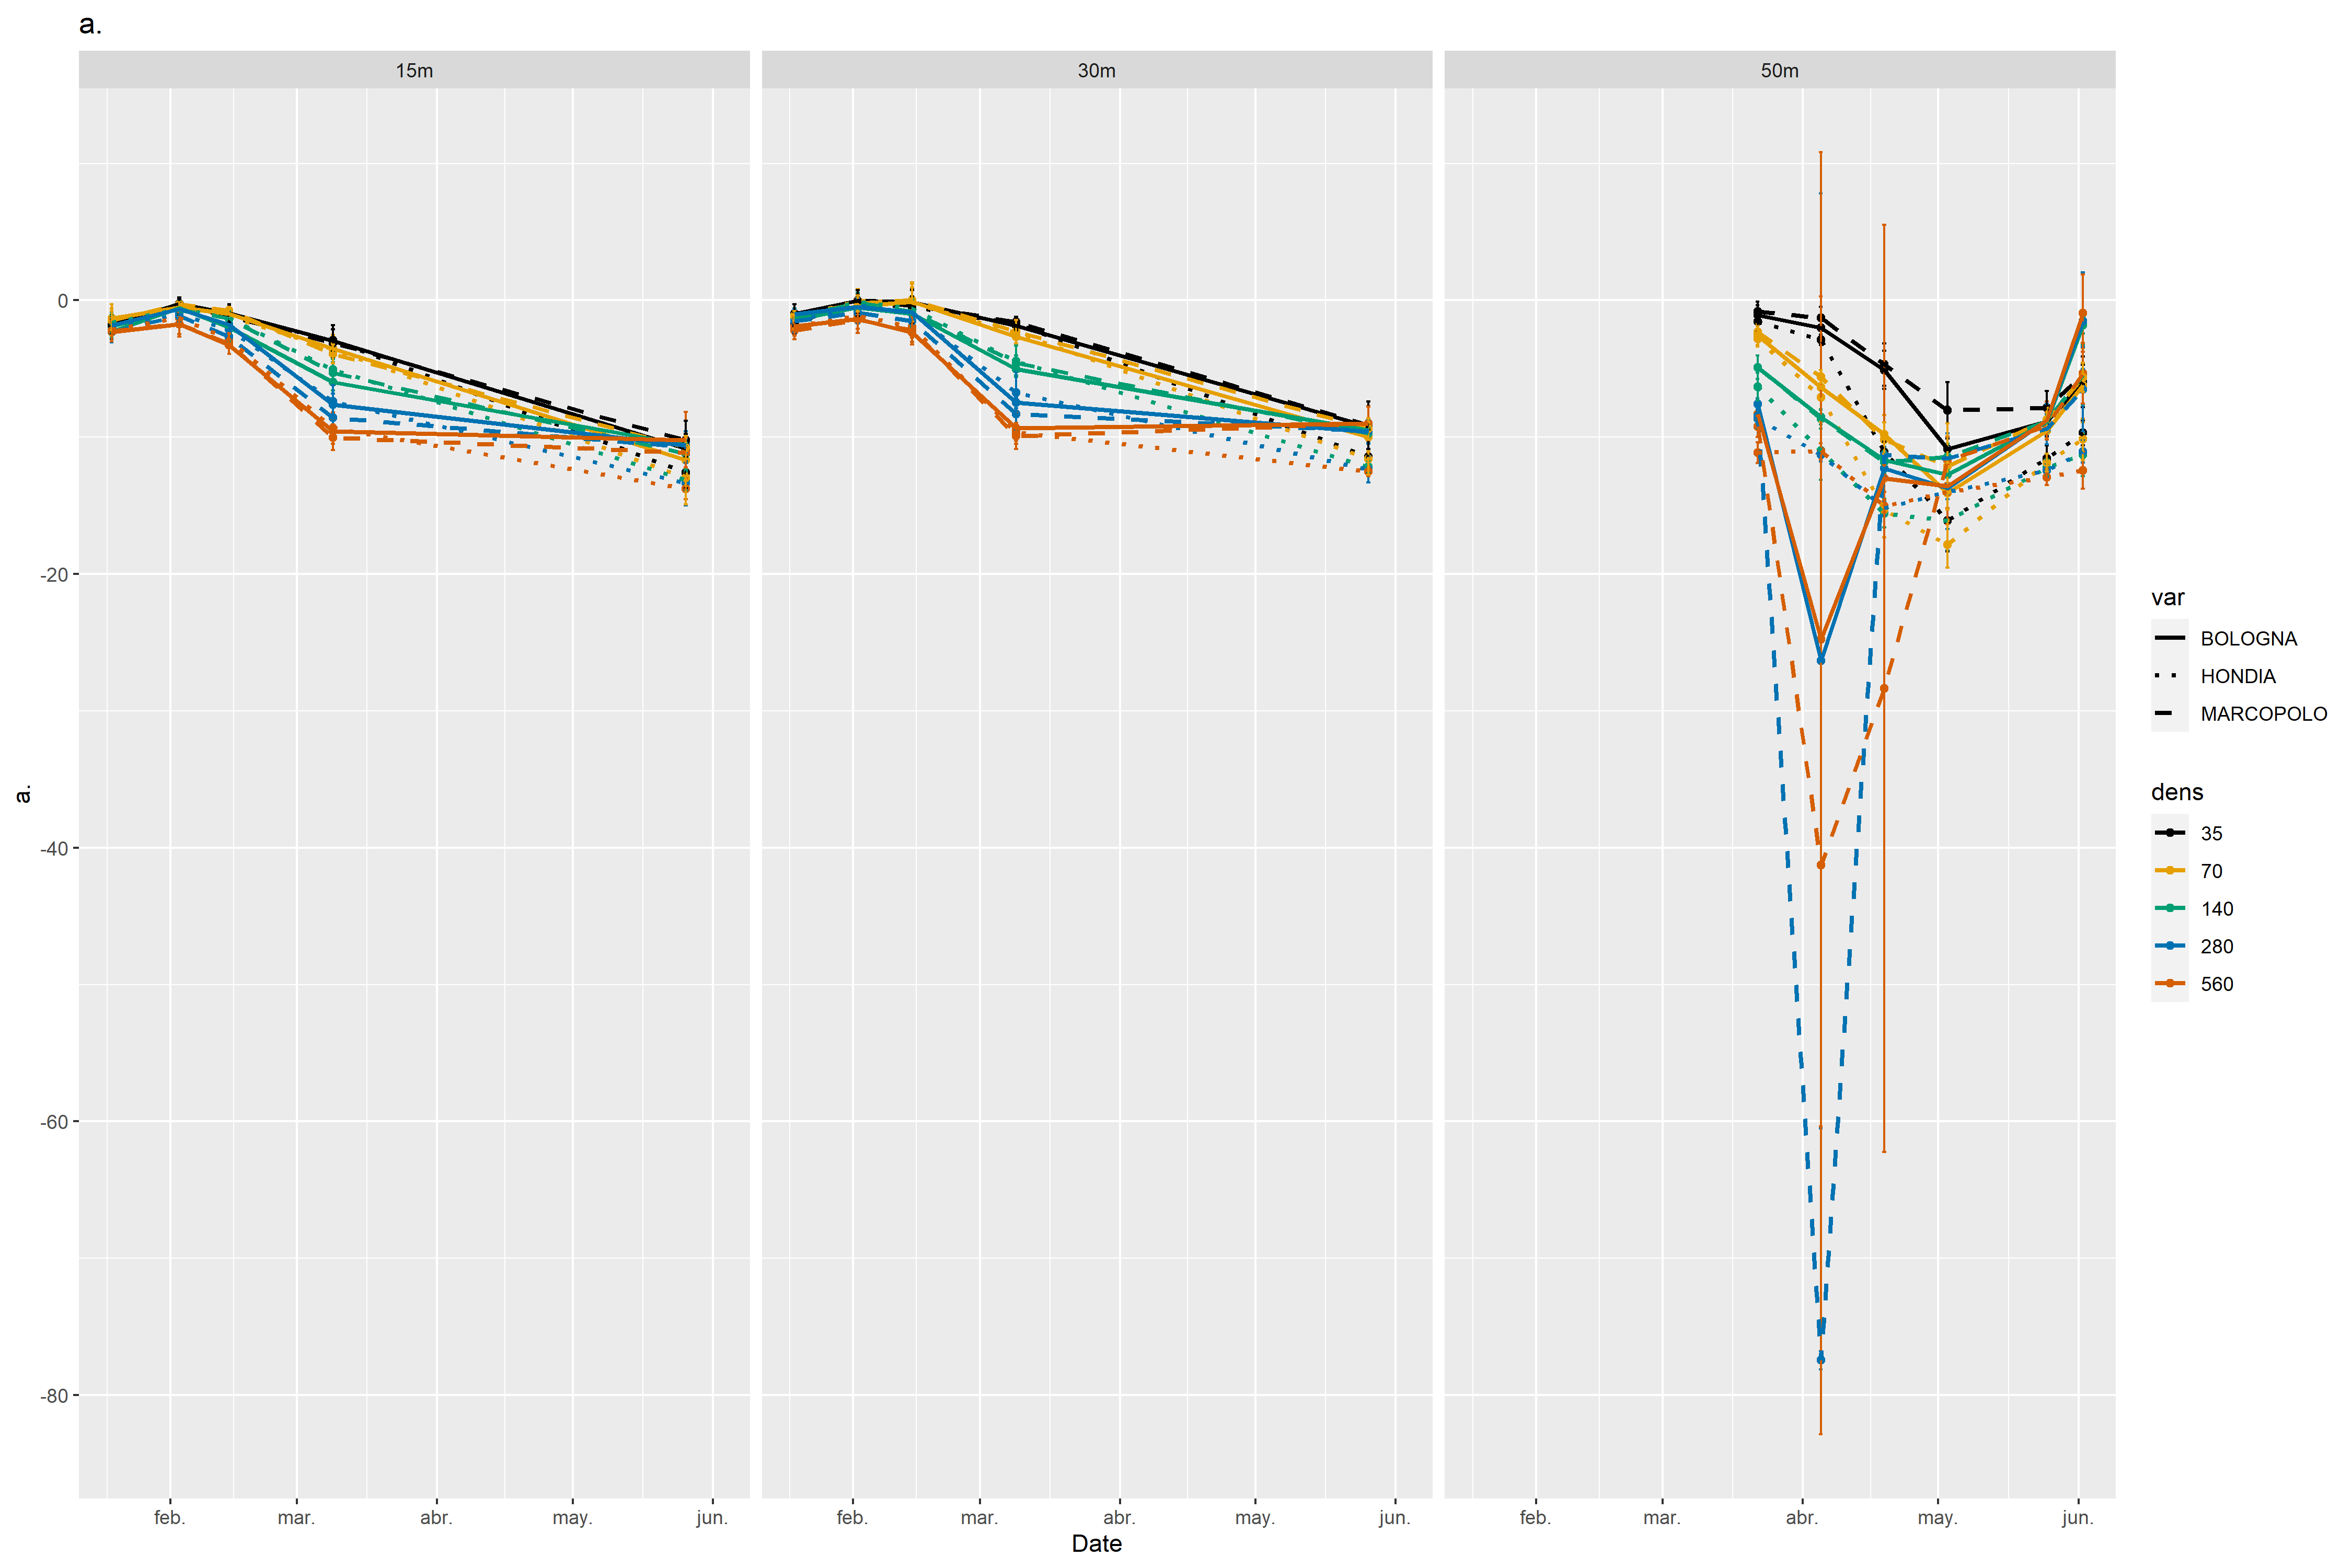 a.
15m 30m 50m
0
-20
-40
-60
-80
a.
feb. mar. abr. may. jun. feb. mar. abr. may. jun. feb. mar. abr. may. jun.
Date
var
BOLOGNA
HONDIA
MARCOPOLO
dens
35
70
140
280
560